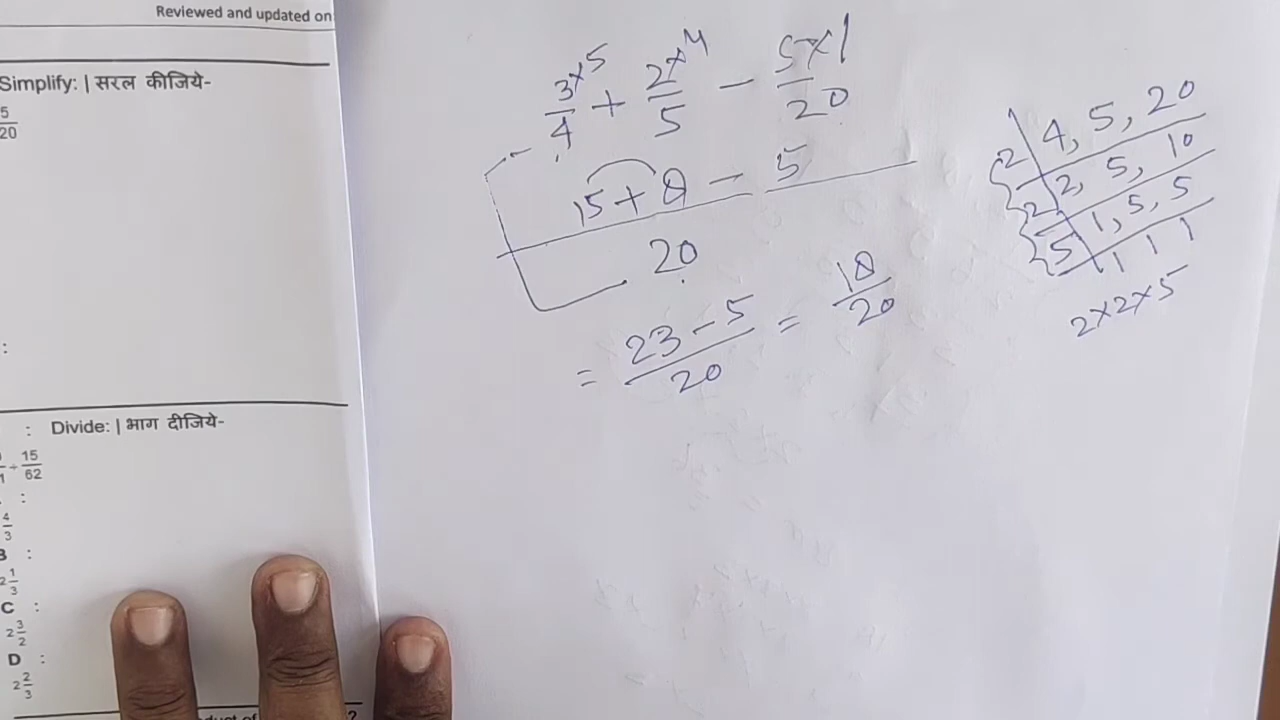 Reviewed and updated on
Simplify: | सरल कीजिये-
5
20
:
: Divide: | भाग दीजिये-
÷ 15
62
:
4
3
B :
2 1
3
C :
2 3
2
D :
2 2
3
3×5 2×4 5×1
4 + 5 - 20
15 + 8 - 5
20
= 23 - 5 = 18
20 20
2 4, 5, 20
2 2, 5, 10
5 1, 5, 5
1 1 1
2×2×5